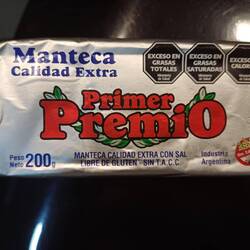 Manteca
Calidad Extra
EXCESO EN
GRASAS
TOTALES
EXCESO EN
GRASAS
SATURADAS
EXCESO
CALOR
Primer
Premio
Peso
Neto 200g
MANTECA CALIDAD EXTRA CON SAL
LIBRE DE GLUTEN - SIN T.A.C.C.
Industria
Argentina